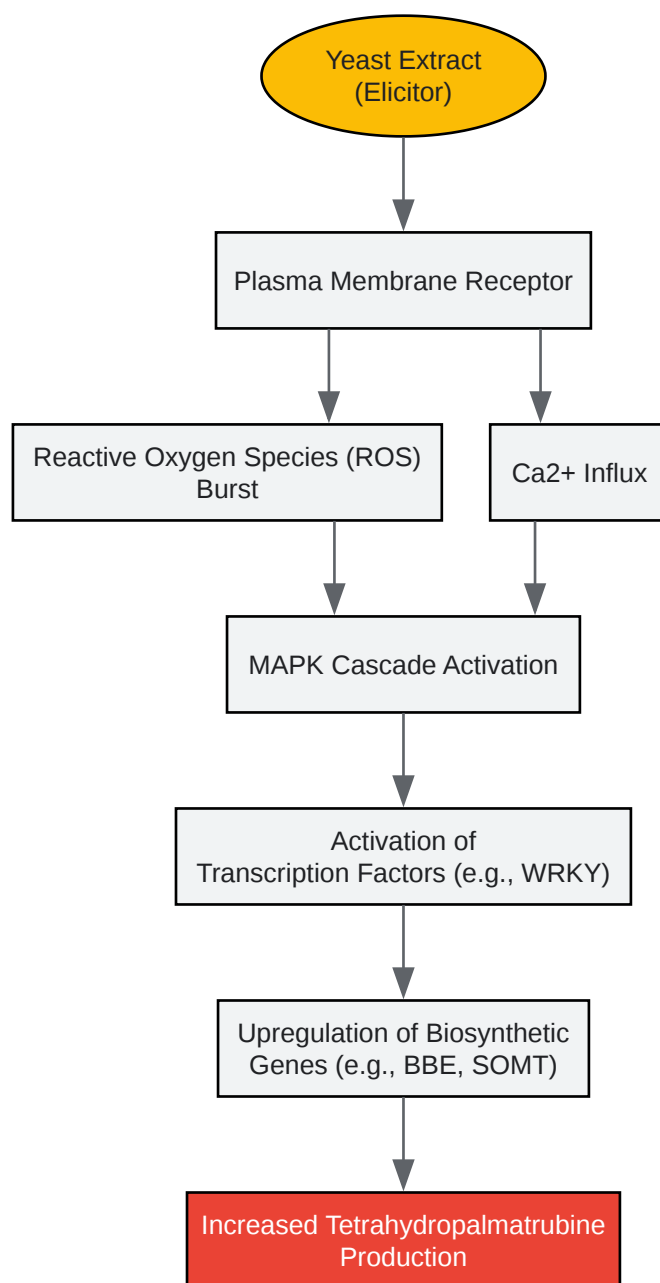 Yeast Extract
(Elicitor)
Plasma Membrane Receptor
Reactive Oxygen Species (ROS)
Burst
Ca2+ Influx
MAPK Cascade Activation
Activation of
Transcription Factors (e.g., WRKY)
Upregulation of Biosynthetic
Genes (e.g., BBE, SOMT)
Increased Tetrahydropalmatrubine
Production